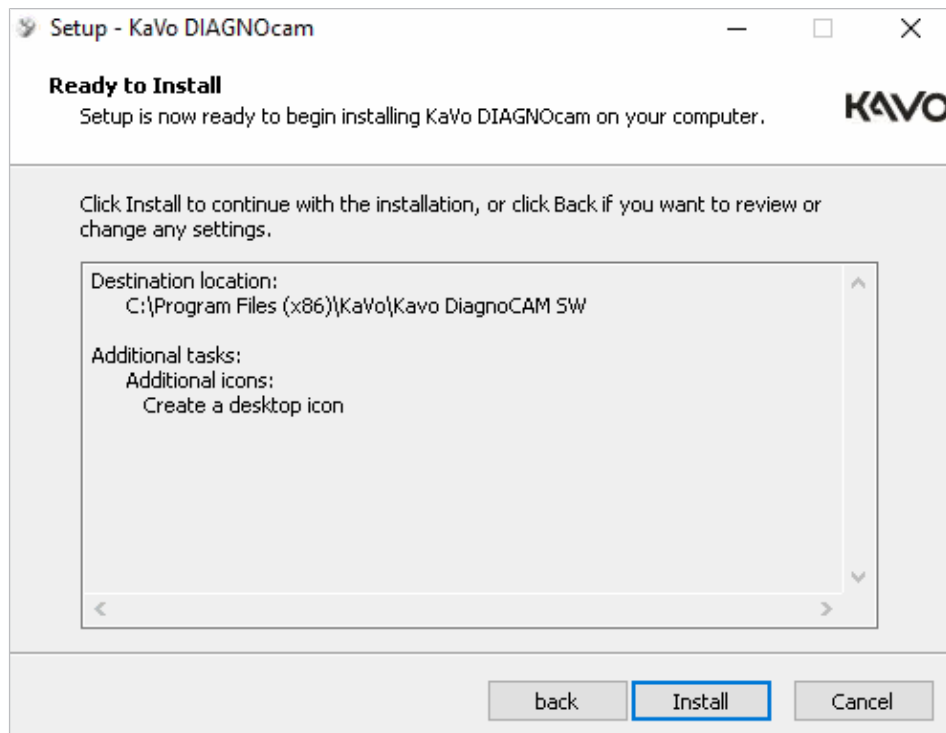 Setup - KaVo DIAGNOcam
Ready to Install
Setup is now ready to begin installing KaVo DIAGNOcam on your computer.
KAVO
Click Install to continue with the installation, or click Back if you want to review or
change any settings.
Destination location:
C:\Program Files (x86)\KaVo\Kavo DiagnoCAM SW
Additional tasks:
Additional icons:
Create a desktop icon
back
Install
Cancel